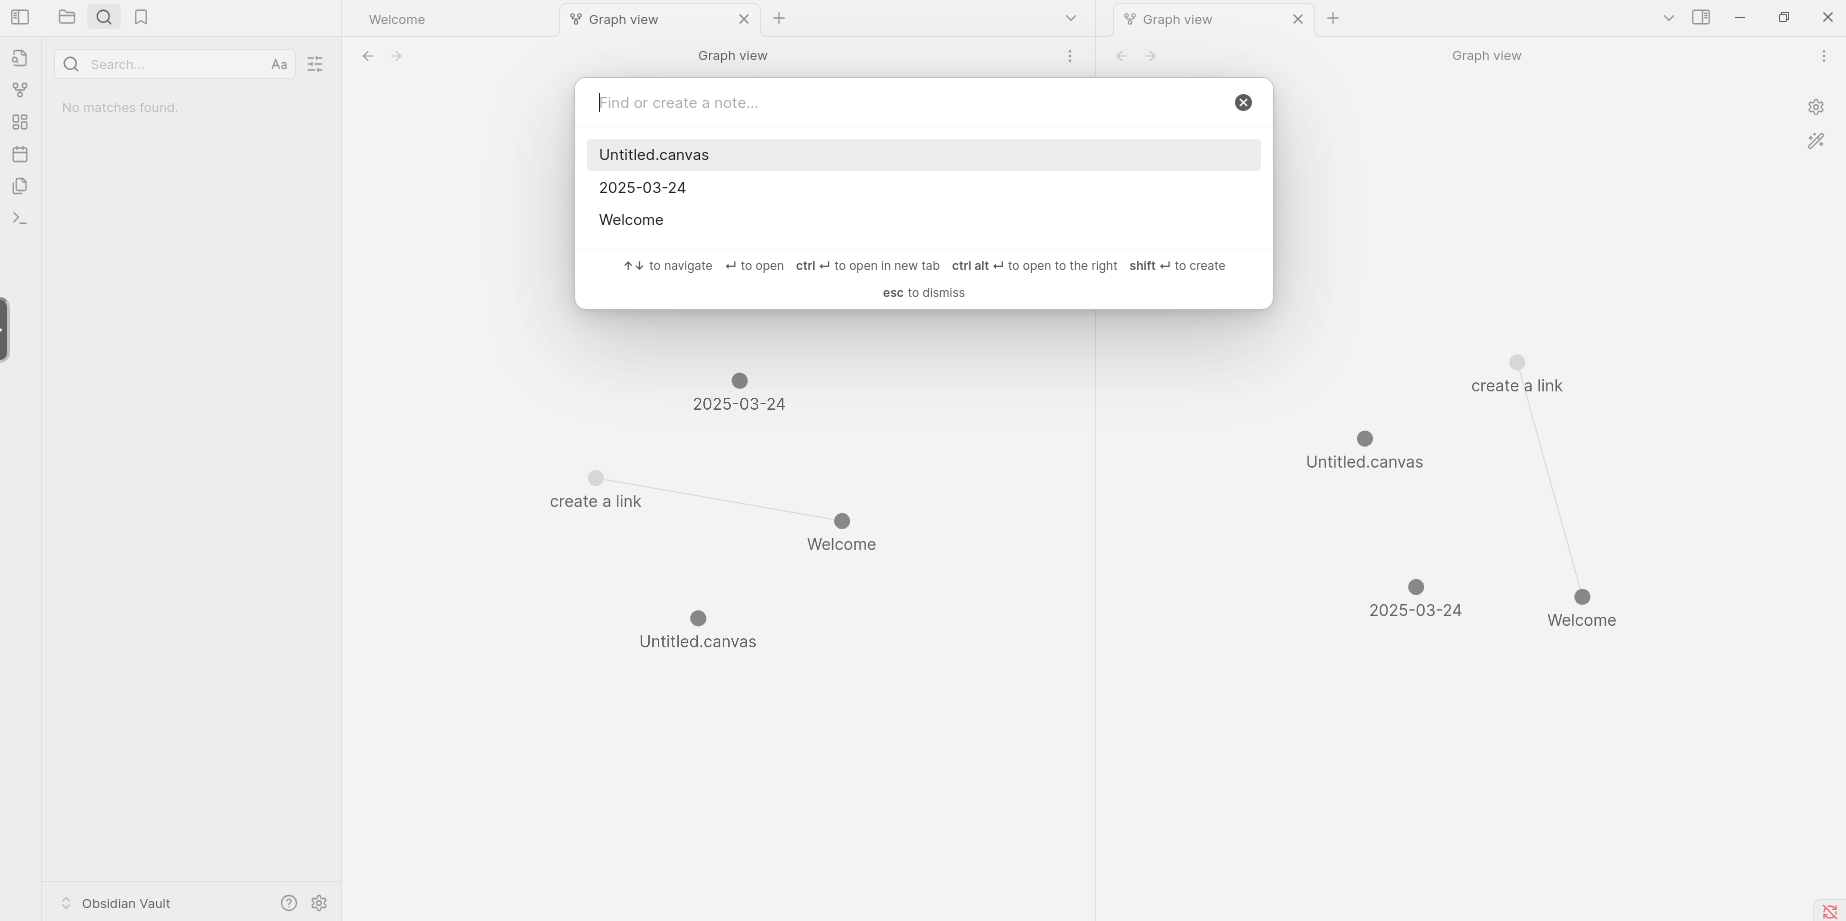 Welcome
Graph view
Graph view
Search...
Aa
No matches found.
Graph view
Graph view
Find or create a note...
Untitled.canvas
2025-03-24
Welcome
↑↓ to navigate ↵ to open ctrl ↵ to open in new tab ctrl alt ↵ to open to the right shift ↵ to create
esc to dismiss
2025-03-24
create a link
Welcome
Untitled.canvas
create a link
Untitled.canvas
2025-03-24
Welcome
Obsidian Vault